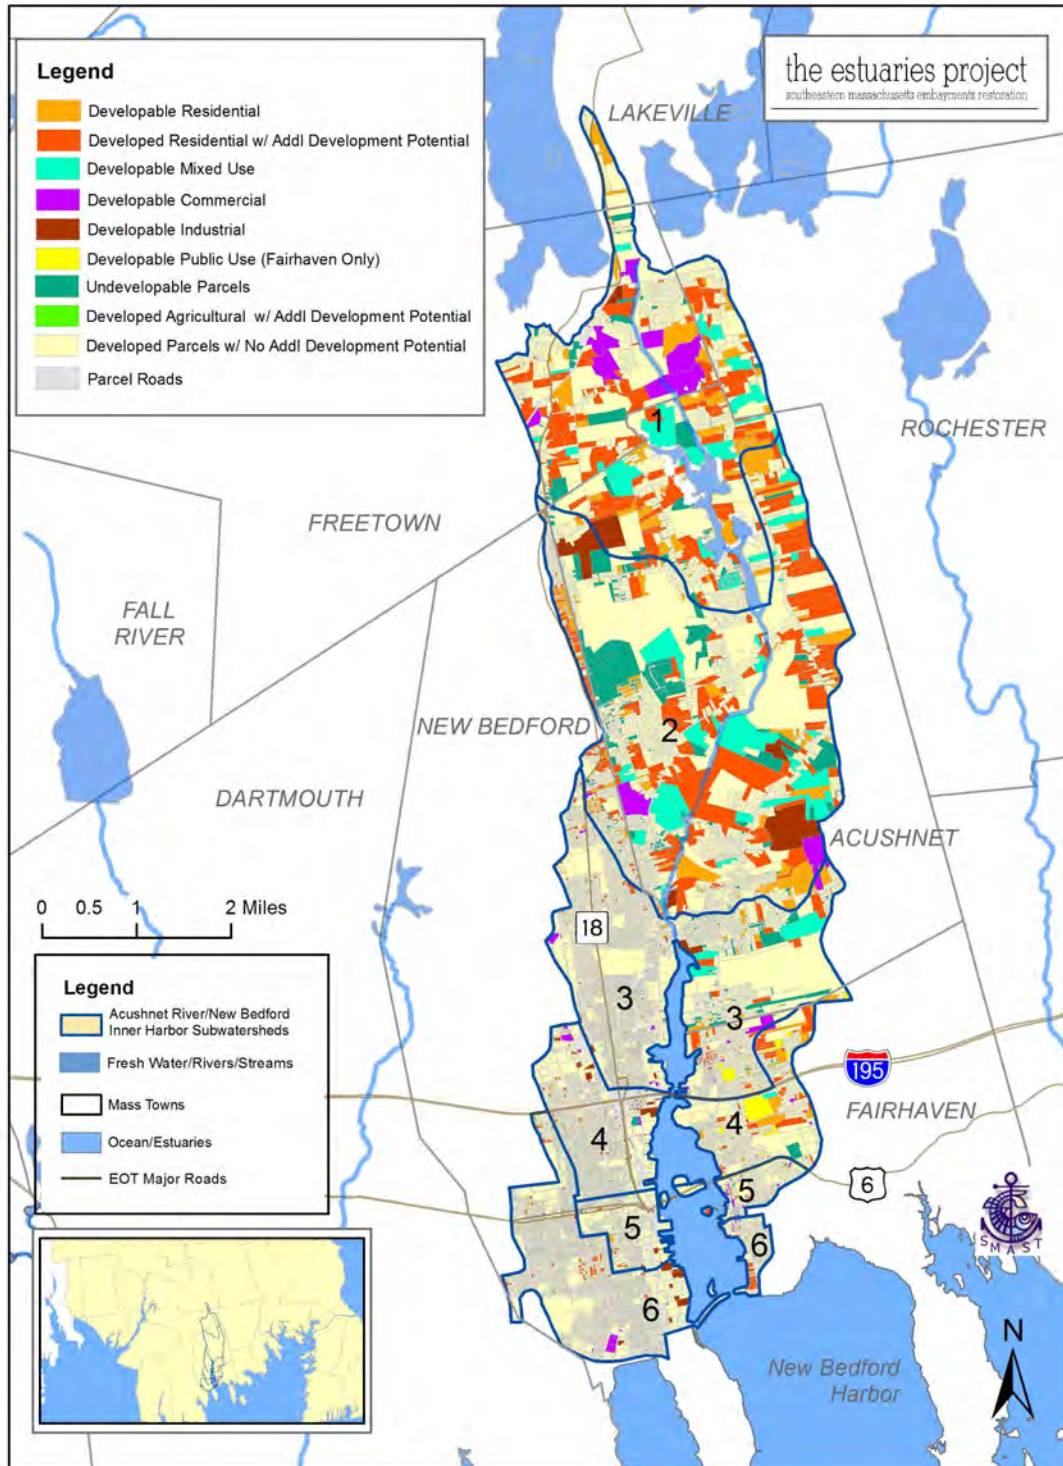 Legend
Developable Residential
Developed Residential w/ Addl Development Potential
Developable Mixed Use
Developable Commercial
Developable Industrial
Developable Public Use (Fairhaven Only)
Undevelopable Parcels
Developed Agricultural w/ Addl Development Potential
Developed Parcels w/ No Addl Development Potential
Parcel Roads
the estuaries project
southeastern massachusetts embayments restoration
LAKEVILLE
ROCHESTER
1
FREETOWN
FALL
RIVER
NEW BEDFORD
2
DARTMOUTH
ACUSHNET
0 0.5 1 2 Miles
18
3
3
195
FAIRHAVEN
4
4
6
5
5
6
6
Legend
Acushnet River/New Bedford
Inner Harbor Subwatersheds
Fresh Water/Rivers/Streams
Mass Towns
Ocean/Estuaries
EOT Major Roads
SMAST
N
New Bedford
Harbor